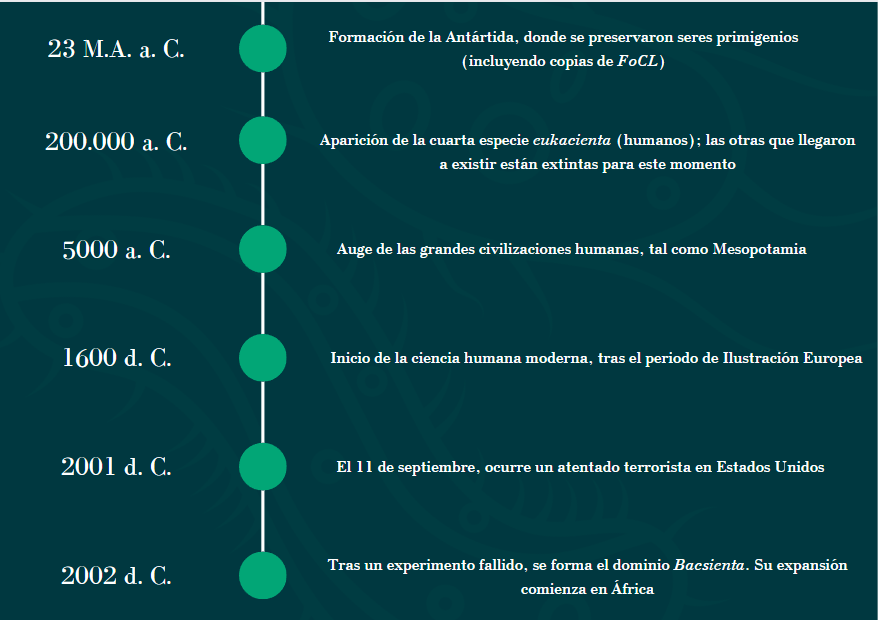 23 M.A. a. C.
Formación de la Antártida, donde se preservaron seres primigenios
(incluyendo copias de FoCL)
200.000 a. C.
Aparición de la cuarta especie eukacienta (humanos); las otras que llegaron
a existir están extintas para este momento
5000 a. C.
Auge de las grandes civilizaciones humanas, tal como Mesopotamia
1600 d. C.
Inicio de la ciencia humana moderna, tras el periodo de Ilustración Europea
2001 d. C.
El 11 de septiembre, ocurre un atentado terrorista en Estados Unidos
2002 d. C.
Tras un experimento fallido, se forma el dominio Bacsienta. Su expansión
comienza en África